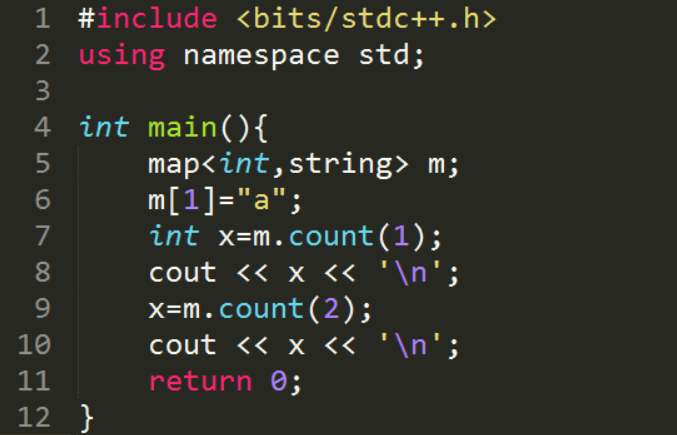 1 #include <bits/stdc++.h>
2 using namespace std;
3
4 int main(){
5     map<int,string> m;
6     m[1]="a";
7     int x=m.count(1);
8     cout << x << '\n';
9     x=m.count(2);
10     cout << x << '\n';
11     return 0;
12 }